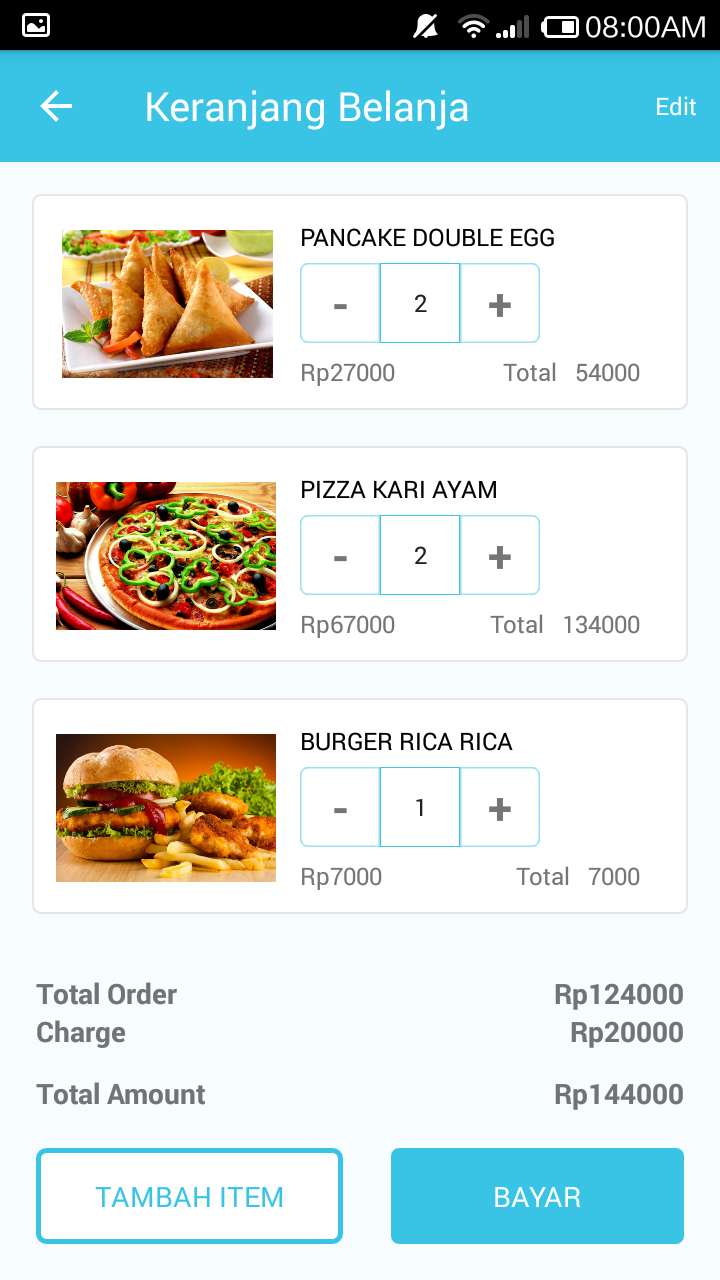 08:00AM
Keranjang Belanja
Edit
PANCAKE DOUBLE EGG
- 2 +
Rp27000 Total 54000
PIZZA KARI AYAM
- 2 +
Rp67000 Total 134000
BURGER RICA RICA
- 1 +
Rp7000 Total 7000
Total Order Rp124000
Charge Rp20000
Total Amount Rp144000
TAMBAH ITEM
BAYAR